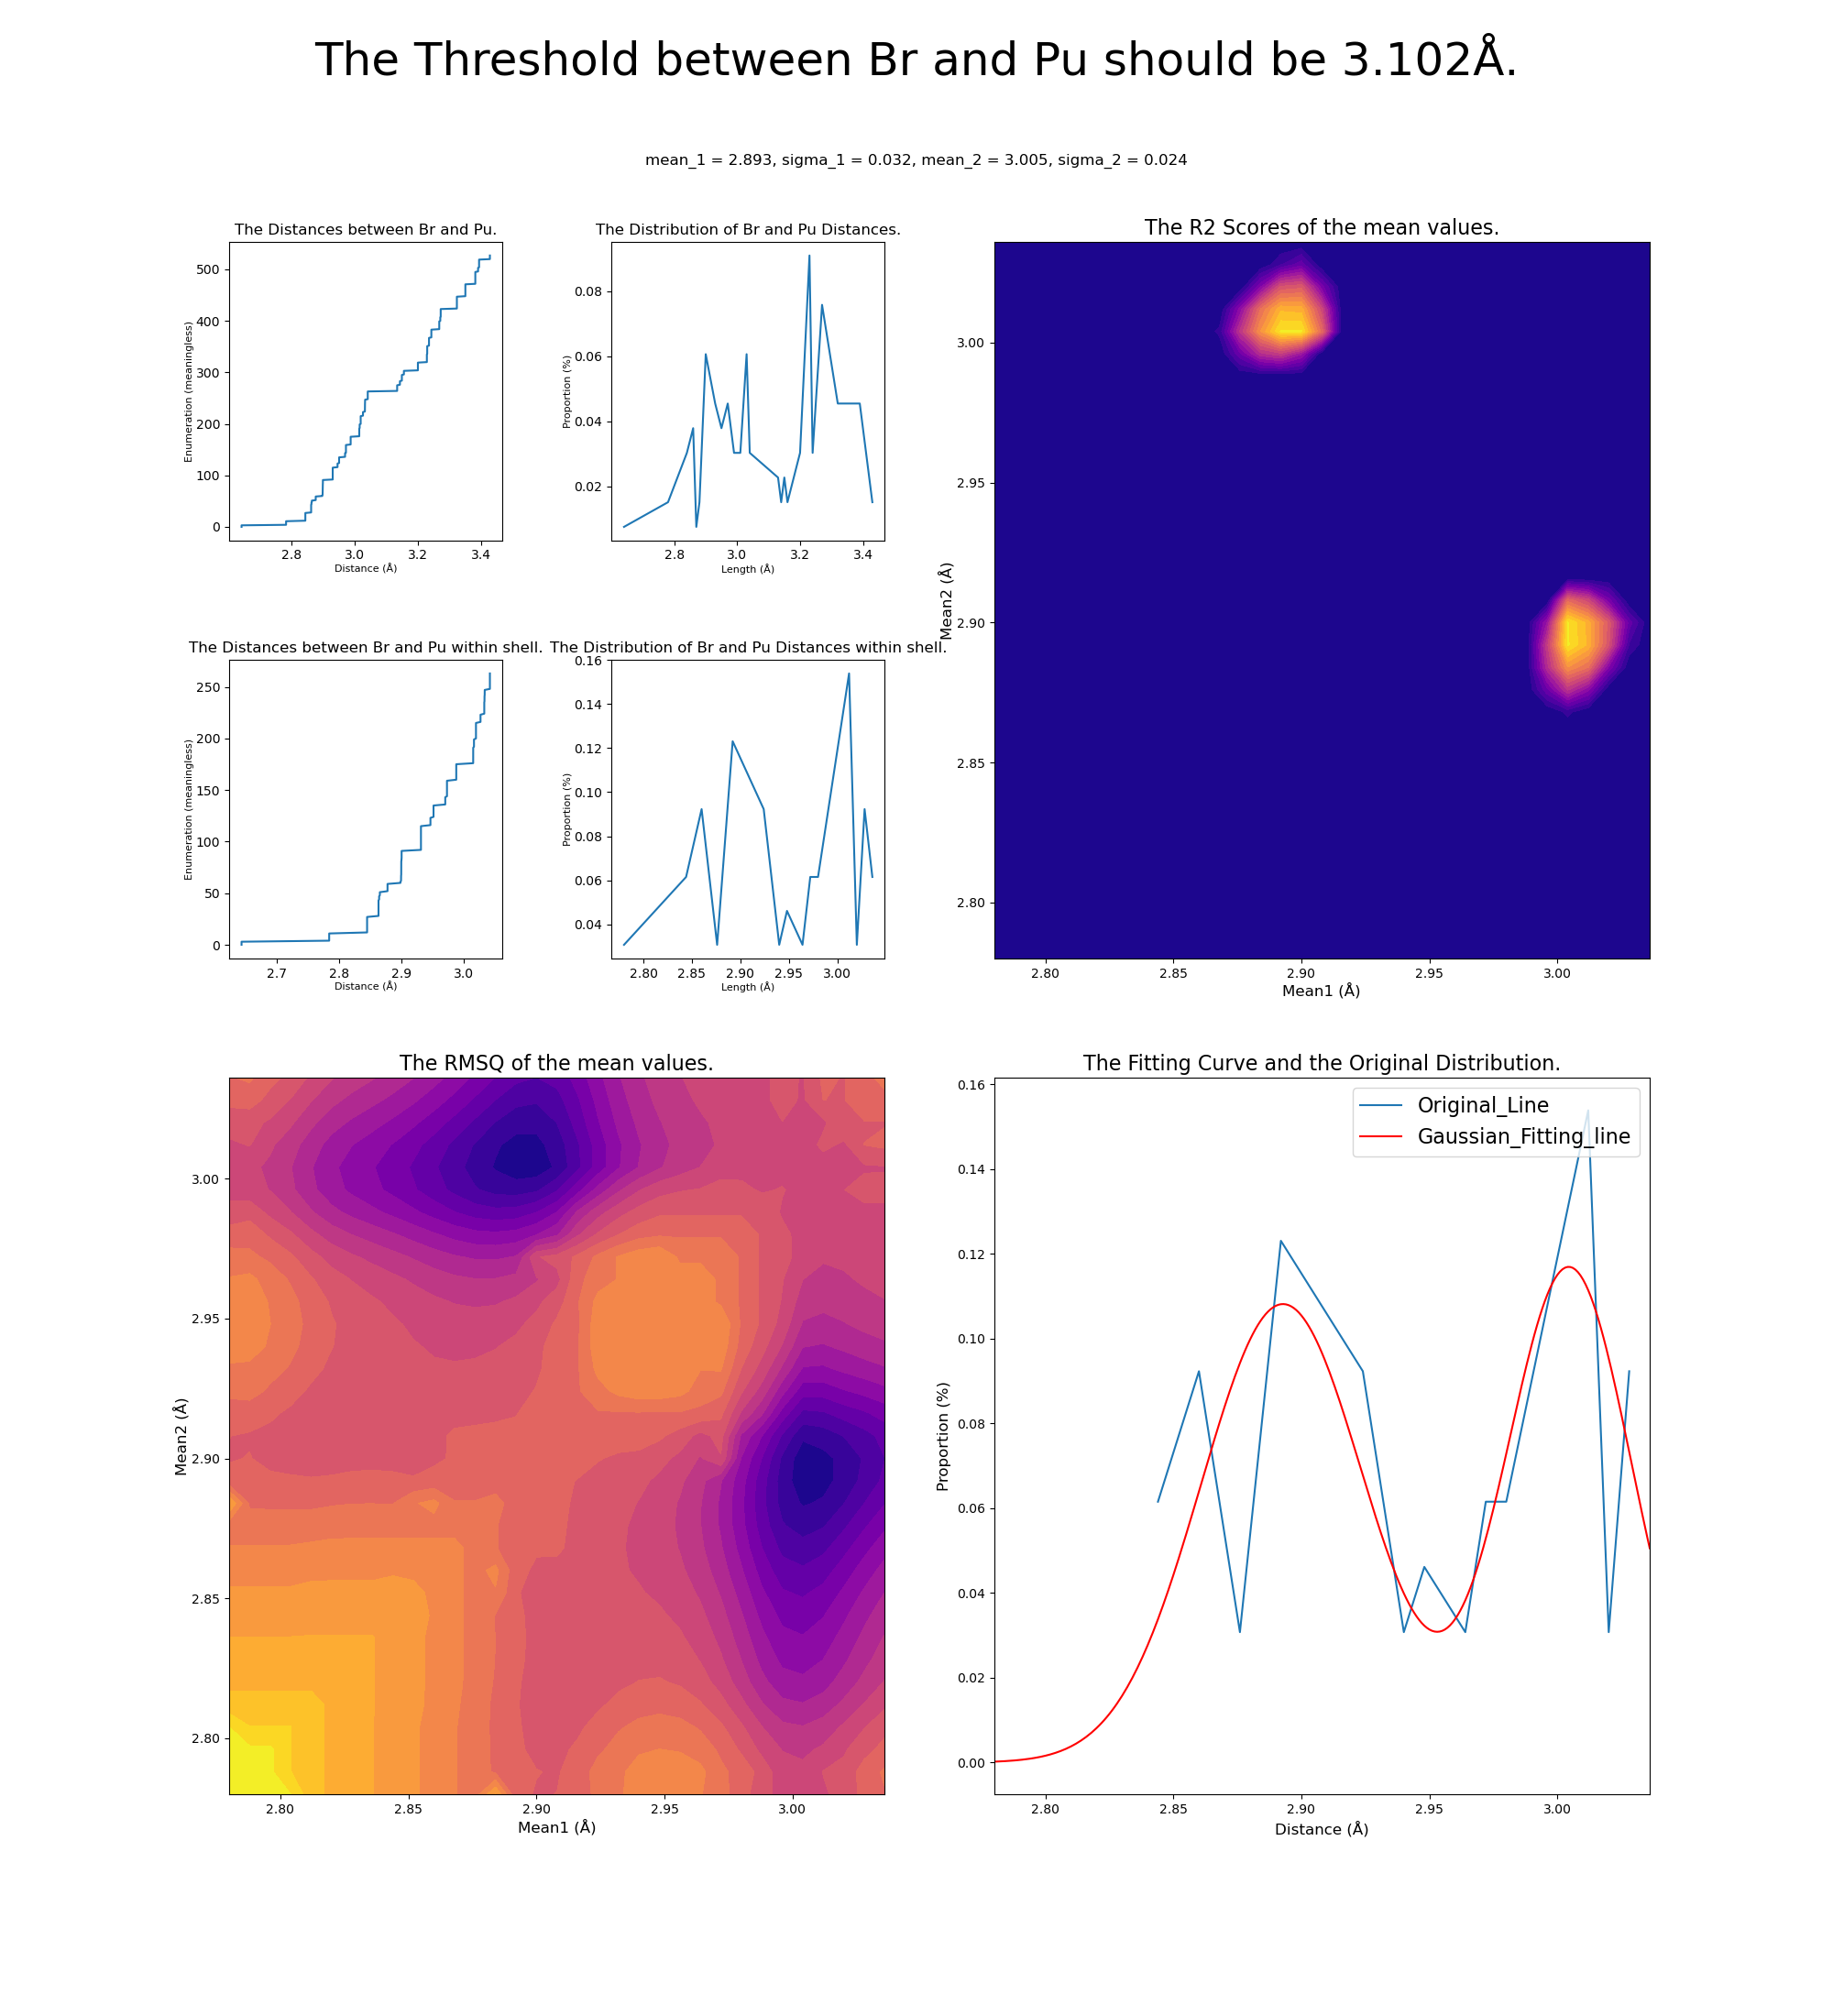 The Threshold between Br and Pu should be 3.102Å.
mean_1 = 2.893, sigma_1 = 0.032, mean_2 = 3.005, sigma_2 = 0.024
The Distances between Br and Pu.
Enumeration (meaningless)
500
400
300
200
100
0
2.8 3.0 3.2 3.4
Distance (Å)
The Distribution of Br and Pu Distances.
Proportion (%)
0.08
0.06
0.04
0.02
2.8 3.0 3.2 3.4
Length (Å)
The R2 Scores of the mean values.
Mean2 (Å)
3.00
2.95
2.90
2.85
2.80
2.80 2.85 2.90 2.95 3.00
Mean1 (Å)
The Distances between Br and Pu within shell.
Enumeration (meaningless)
250
200
150
100
50
0
2.7 2.8 2.9 3.0
Distance (Å)
The Distribution of Br and Pu Distances within shell.
Proportion (%)
0.16
0.14
0.12
0.10
0.08
0.06
0.04
2.80 2.85 2.90 2.95 3.00
Length (Å)
The RMSQ of the mean values.
Mean2 (Å)
3.00
2.95
2.90
2.85
2.80
2.80 2.85 2.90 2.95 3.00
Mean1 (Å)
The Fitting Curve and the Original Distribution.
Original_Line
Gaussian_Fitting_line
Proportion (%)
0.16
0.14
0.12
0.10
0.08
0.06
0.04
0.02
0.00
2.80 2.85 2.90 2.95 3.00
Distance (Å)